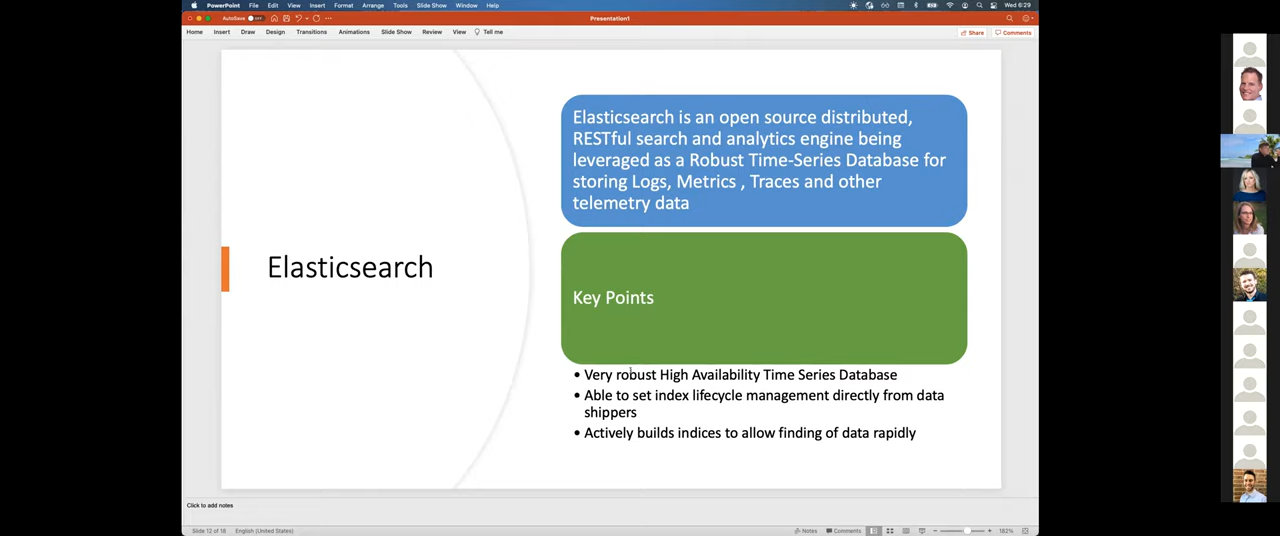 PowerPoint File Edit View Insert Format Arrange Tools Slide Show Window Help Wed 6:29
AutoSave OFF Presentation1
Home Insert Draw Design Transitions Animations Slide Show Review View Tell me Share Comments
Elasticsearch is an open source distributed,
RESTful search and analytics engine being
leveraged as a Robust Time-Series Database for
storing Logs, Metrics , Traces and other
telemetry data
Elasticsearch
Key Points
• Very robust High Availability Time Series Database
• Able to set index lifecycle management directly from data
shippers
• Actively builds indices to allow finding of data rapidly
Click to add notes
Slide 12 of 18 English (United States) Notes Comments 182%